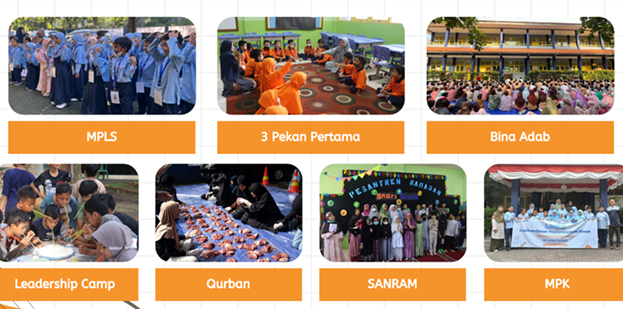 MPLS
3 Pekan Pertama
Bina Adab
PESANTREN RAMADAN
Leadership Camp
Qurban
SANRAM
MPK